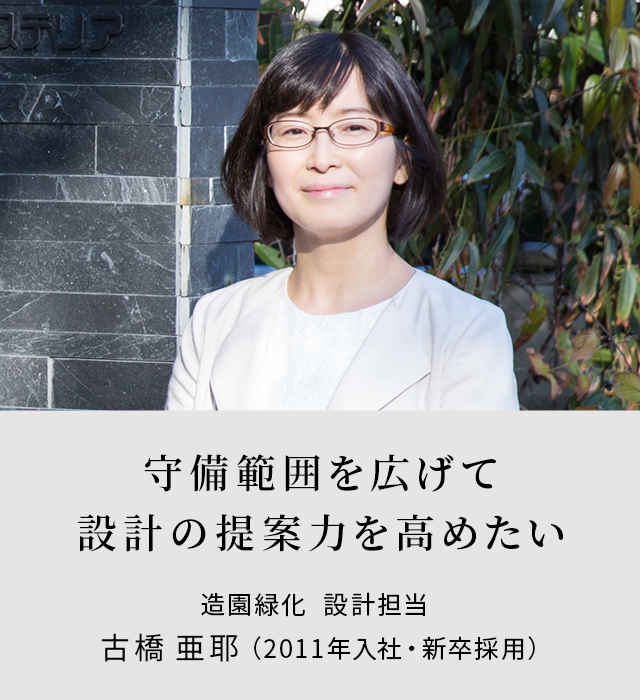 ステリア
守備範囲を広げて
設計の提案力を高めたい
造園緑化 設計担当
古橋 亜耶（2011年入社・新卒採用）